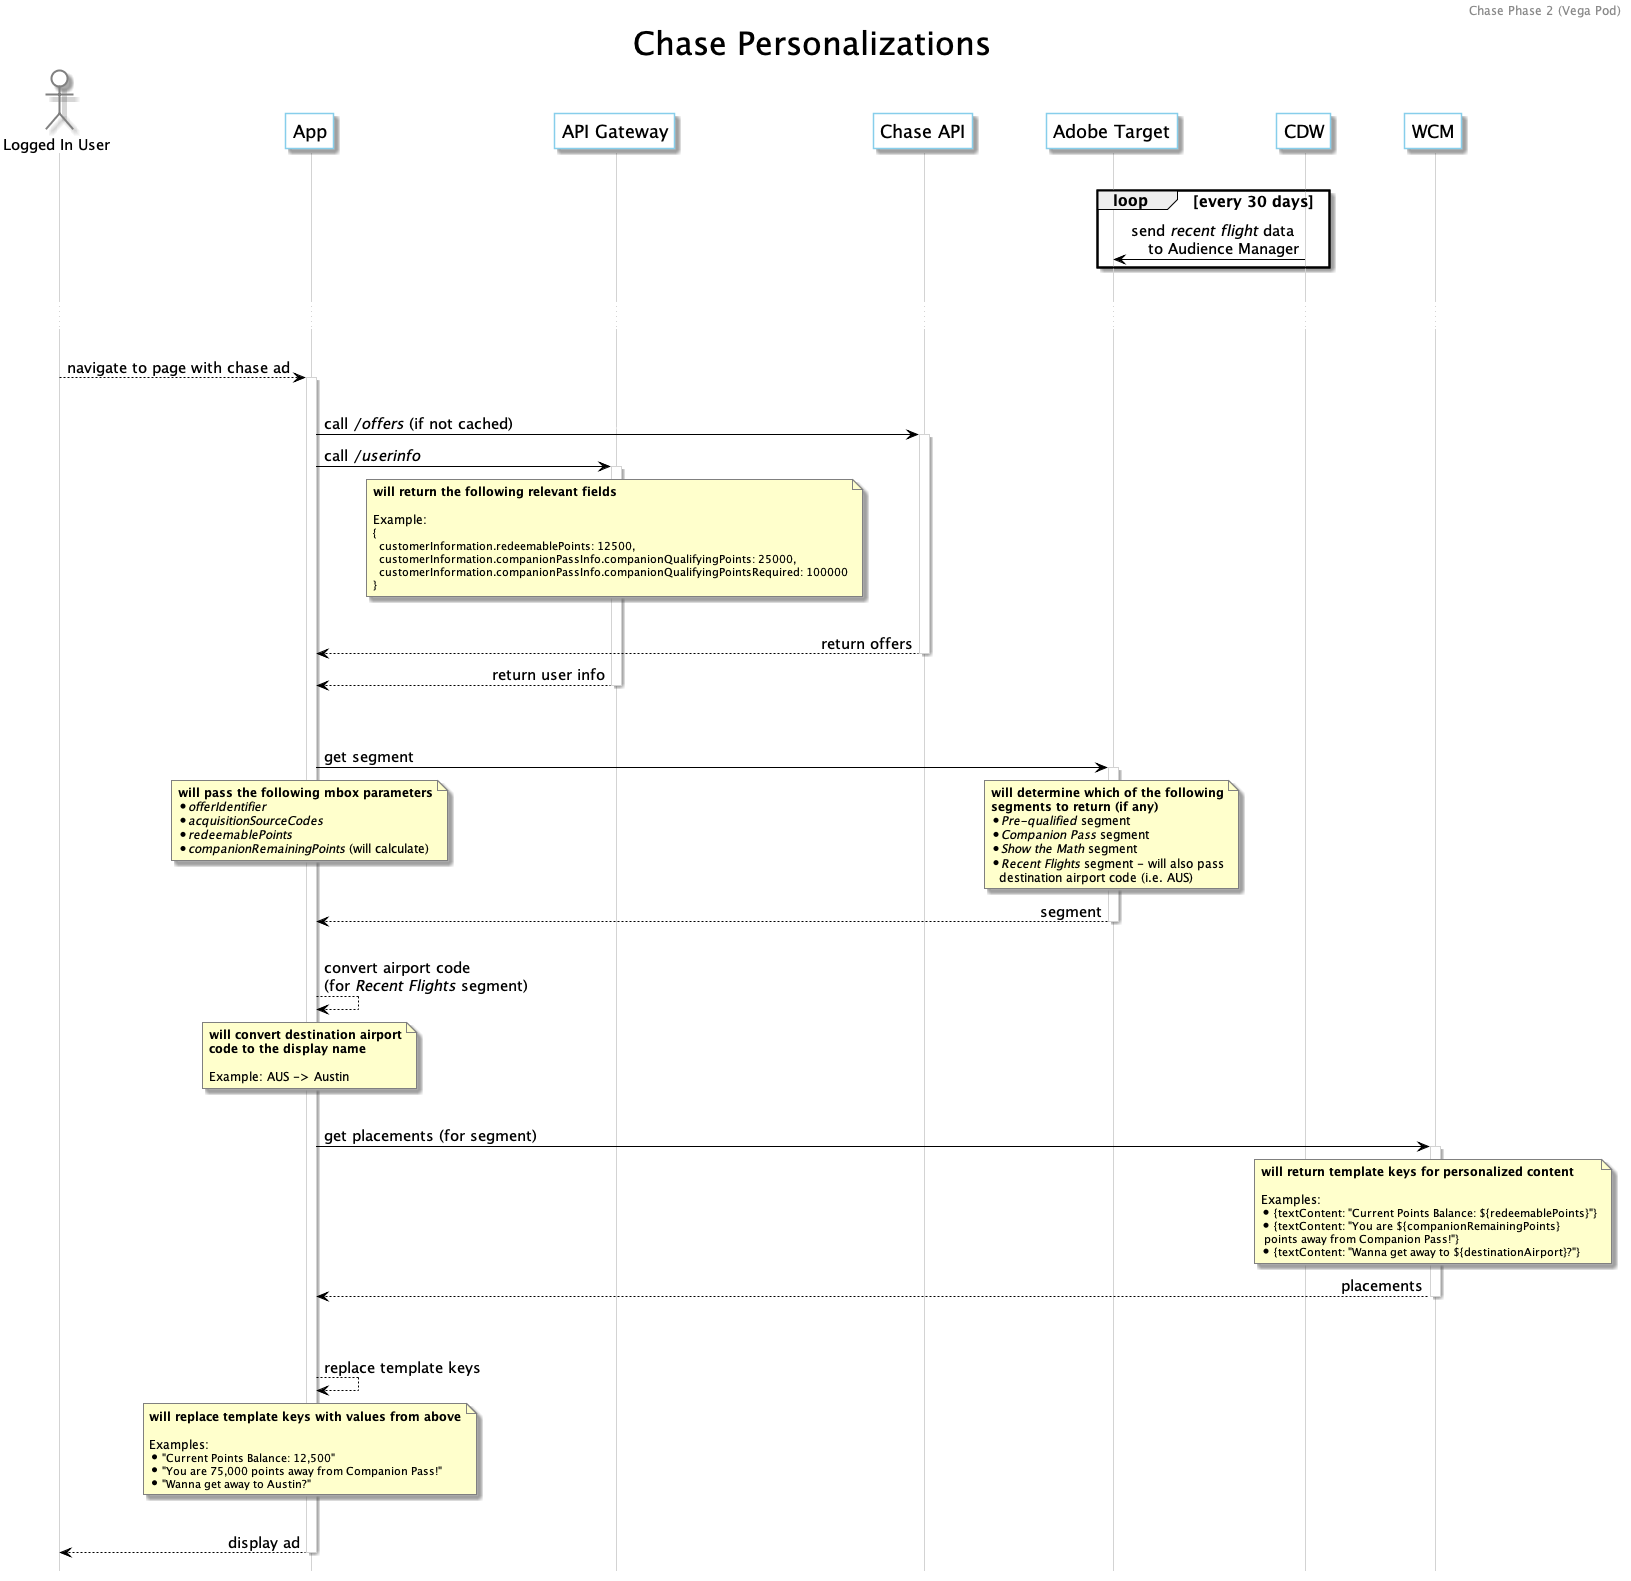 Chase Phase 2 (Vega Pod)
Chase Personalizations
Logged In User
App
API Gateway
Chase API
Adobe Target
CDW
WCM
loop
[every 30 days]
send recent flight data
to Audience Manager
navigate to page with chase ad
call /offers (if not cached)
call /userinfo
will return the following relevant fields
Example:
{
customerInformation.redeemablePoints: 12500,
customerInformation.companionPassInfo.companionQualifyingPoints: 25000,
customerInformation.companionPassInfo.companionQualifyingPointsRequired: 100000
}
return offers
return user info
get segment
will pass the following mbox parameters
• offerIdentifier
• acquisitionSourceCodes
• redeemablePoints
• companionRemainingPoints (will calculate)
will determine which of the following
segments to return (if any)
• Pre-qualified segment
• Companion Pass segment
• Show the Math segment
• Recent Flights segment - will also pass
destination airport code (i.e. AUS)
segment
convert airport code
(for Recent Flights segment)
will convert destination airport
code to the display name
Example: AUS -> Austin
get placements (for segment)
will return template keys for personalized content
Examples:
• {textContent: "Current Points Balance: ${redeemablePoints}"}
• {textContent: "You are ${companionRemainingPoints}
points away from Companion Pass!"}
• {textContent: "Wanna get away to ${destinationAirport}?"}
placements
replace template keys
will replace template keys with values from above
Examples:
• "Current Points Balance: 12,500"
• "You are 75,000 points away from Companion Pass!"
• "Wanna get away to Austin?"
display ad